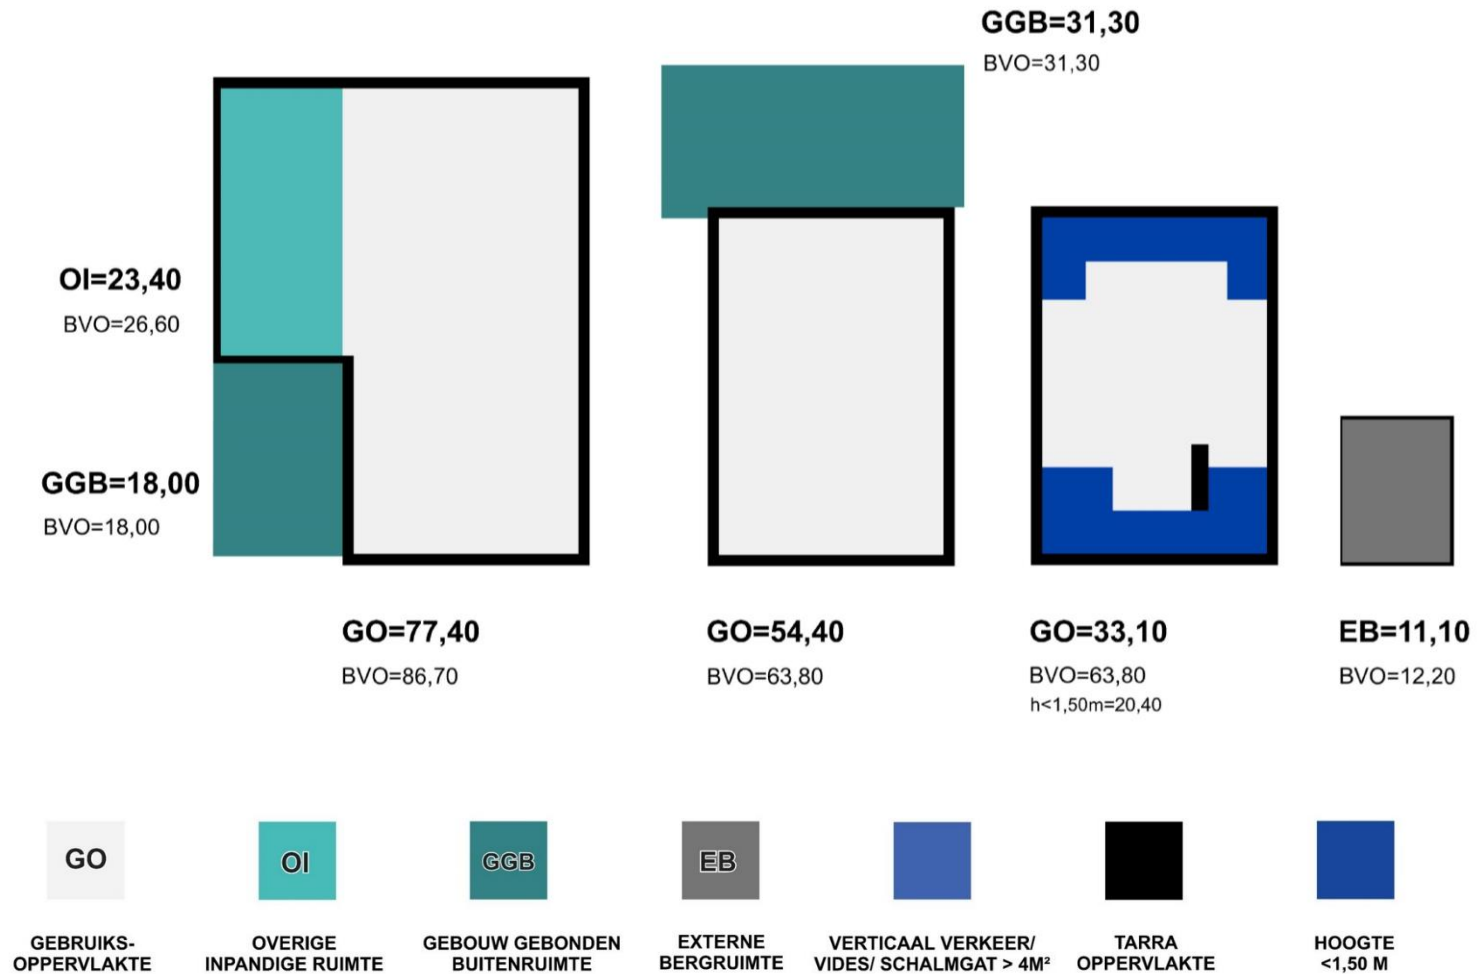 GGB=31,30
BVO=31,30
OI=23,40
BVO=26,60
GGB=18,00
BVO=18,00
GO=77,40
BVO=86,70
GO=54,40
BVO=63,80
GO=33,10
BVO=63,80
h<1,50m=20,40
EB=11,10
BVO=12,20
GO
OI
GGB
EB
GEBRUIKS-
OPPERVLAKTE
OVERIGE
INPANDIGE RUIMTE
GEBOUW GEBONDEN
BUITENRUIMTE
EXTERNE
BERGRUIMTE
VERTICAAL VERKEER/
VIDES/ SCHALMGAT > 4M²
TARRA
OPPERVLAKTE
HOOGTE
<1,50 M